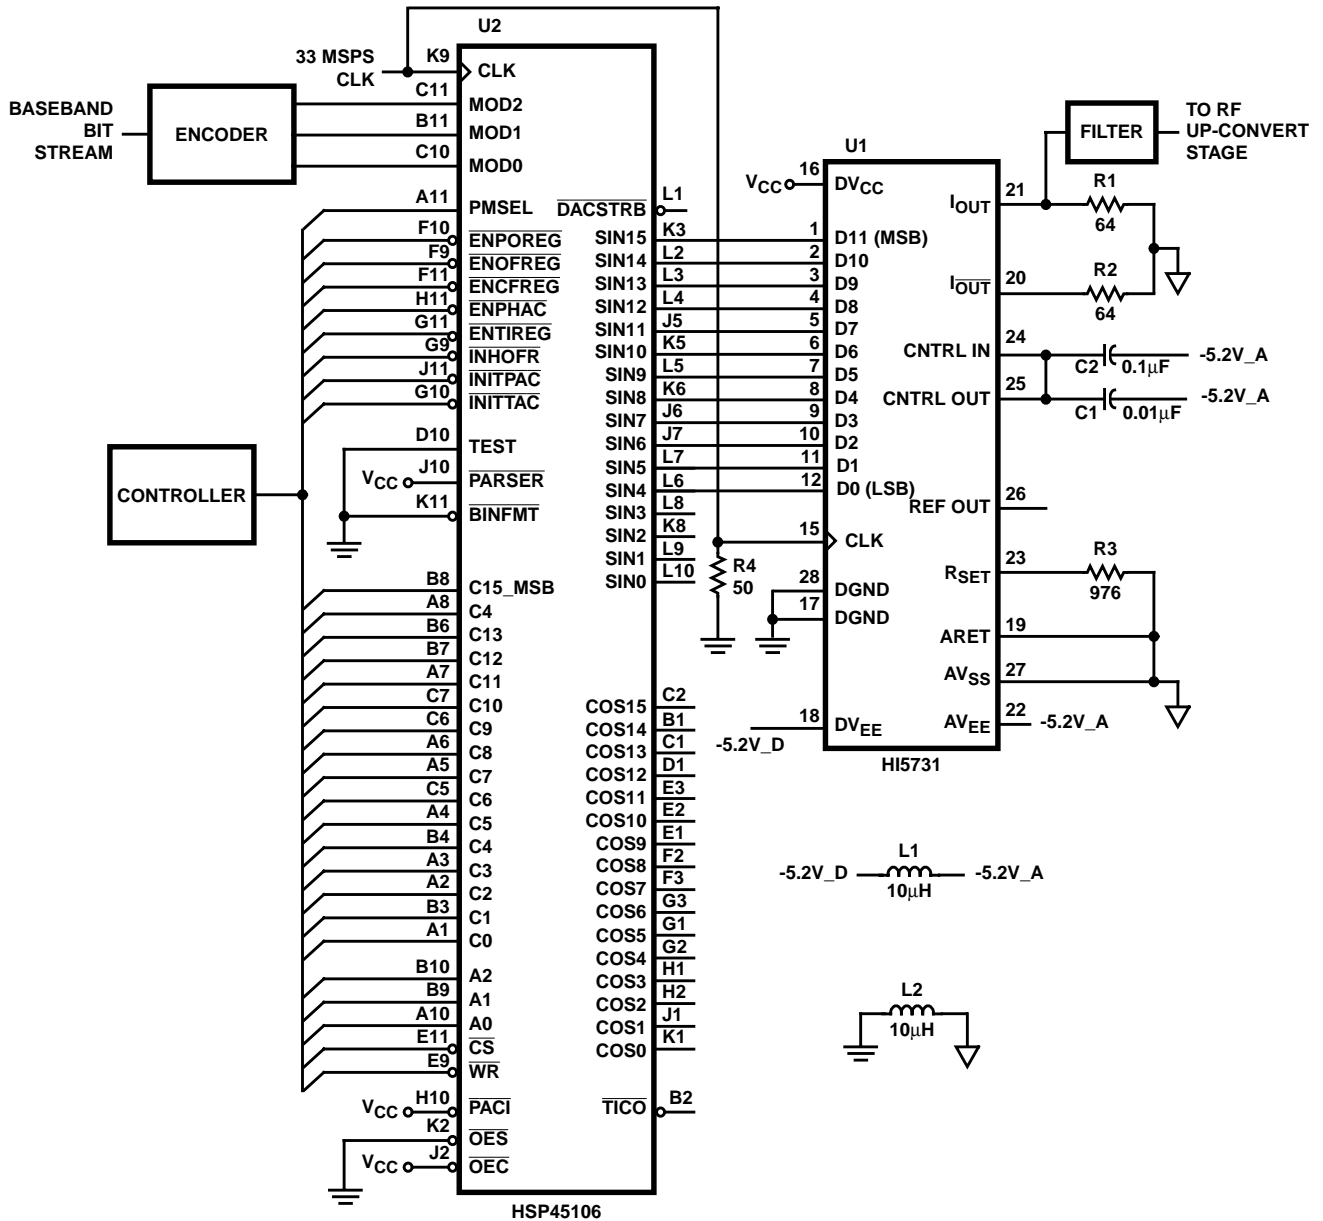 U2
33 MSPS
CLK
BASEBAND
BIT
STREAM
ENCODER
K9 CLK
C11 MOD2
B11 MOD1
C10 MOD0
A11 PMSEL
F10 ENPOREG
F9 ENOFREG
F11 ENCFREG
H11 ENPHAC
G11 ENTIREG
G9 INHOFR
J11 INITPAC
G10 INITTAC
D10 TEST
VCC J10 PARSER
K11 BINFMT
CONTROLLER
B8 C15_MSB
A8 C4
B6 C13
B7 C12
A7 C11
C7 C10
C6 C9
A6 C8
A5 C7
C5 C6
A4 C5
B4 C4
A3 C3
A2 C2
B3 C1
A1 C0
B10 A2
B9 A1
A10 A0
E11 CS
E9 WR
VCC H10 PACI
K2 OES
VCC J2 OEC
DACSTRB L1
SIN15 K3
SIN14 L2
SIN13 L3
SIN12 L4
SIN11 J5
SIN10 K5
SIN9 L5
SIN8 K6
SIN7 J6
SIN6 J7
SIN5 L7
SIN4 L6
SIN3 L8
SIN2 K8
SIN1 L9
SIN0 L10
COS15 C2
COS14 B1
COS13 C1
COS12 D1
COS11 E3
COS10 E2
COS9 E1
COS8 F2
COS7 F3
COS6 G3
COS5 G1
COS4 G2
COS3 H1
COS2 H2
COS1 J1
COS0 K1
TICO B2
HSP45106
R4
50
U1
VCC 16 DVCC
1 D11 (MSB)
2 D10
3 D9
4 D8
5 D7
6 D6
7 D5
8 D4
9 D3
10 D2
11 D1
12 D0 (LSB)
15 CLK
28 DGND
17 DGND
-5.2V_D 18 DVEE
IOUT 21
IOUT 20
CNTRL IN 24
CNTRL OUT 25
REF OUT 26
RSET 23
ARET 19
AVSS 27
AVEE 22 -5.2V_A
HI5731
FILTER
TO RF
UP-CONVERT
STAGE
R1
64
R2
64
C2 0.1μF -5.2V_A
C1 0.01μF -5.2V_A
R3
976
L1
-5.2V_D -5.2V_A
10μH
L2
10μH